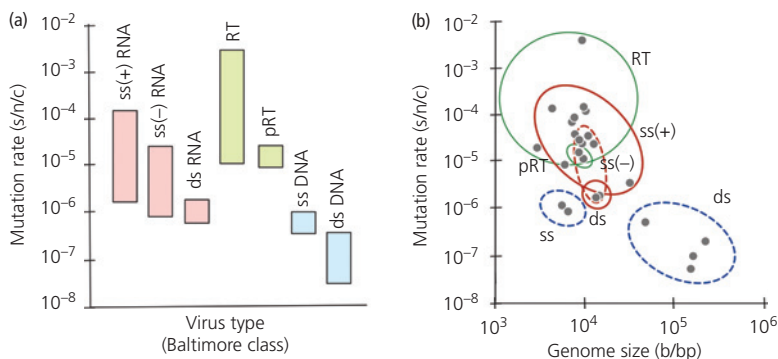 (a)
Mutation rate (s/n/c)
10⁻²
10⁻³
10⁻⁴
10⁻⁵
10⁻⁶
10⁻⁷
10⁻⁸
ss(+) RNA
ss(−) RNA
ds RNA
RT
pRT
ss DNA
ds DNA
Virus type
(Baltimore class)
(b)
Mutation rate (s/n/c)
10⁻²
10⁻³
10⁻⁴
10⁻⁵
10⁻⁶
10⁻⁷
10⁻⁸
RT
ss(+)
pRT
ss(−)
ss
ds
ds
10³
10⁴
10⁵
10⁶
Genome size (b/bp)